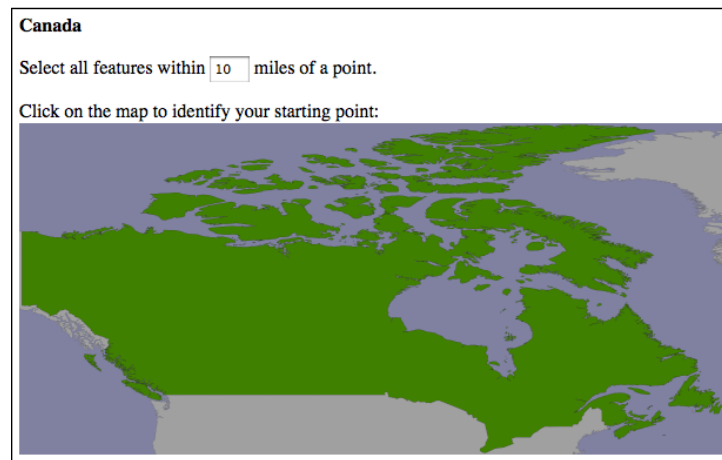 Canada
Select all features within 10 miles of a point.
Click on the map to identify your starting point: